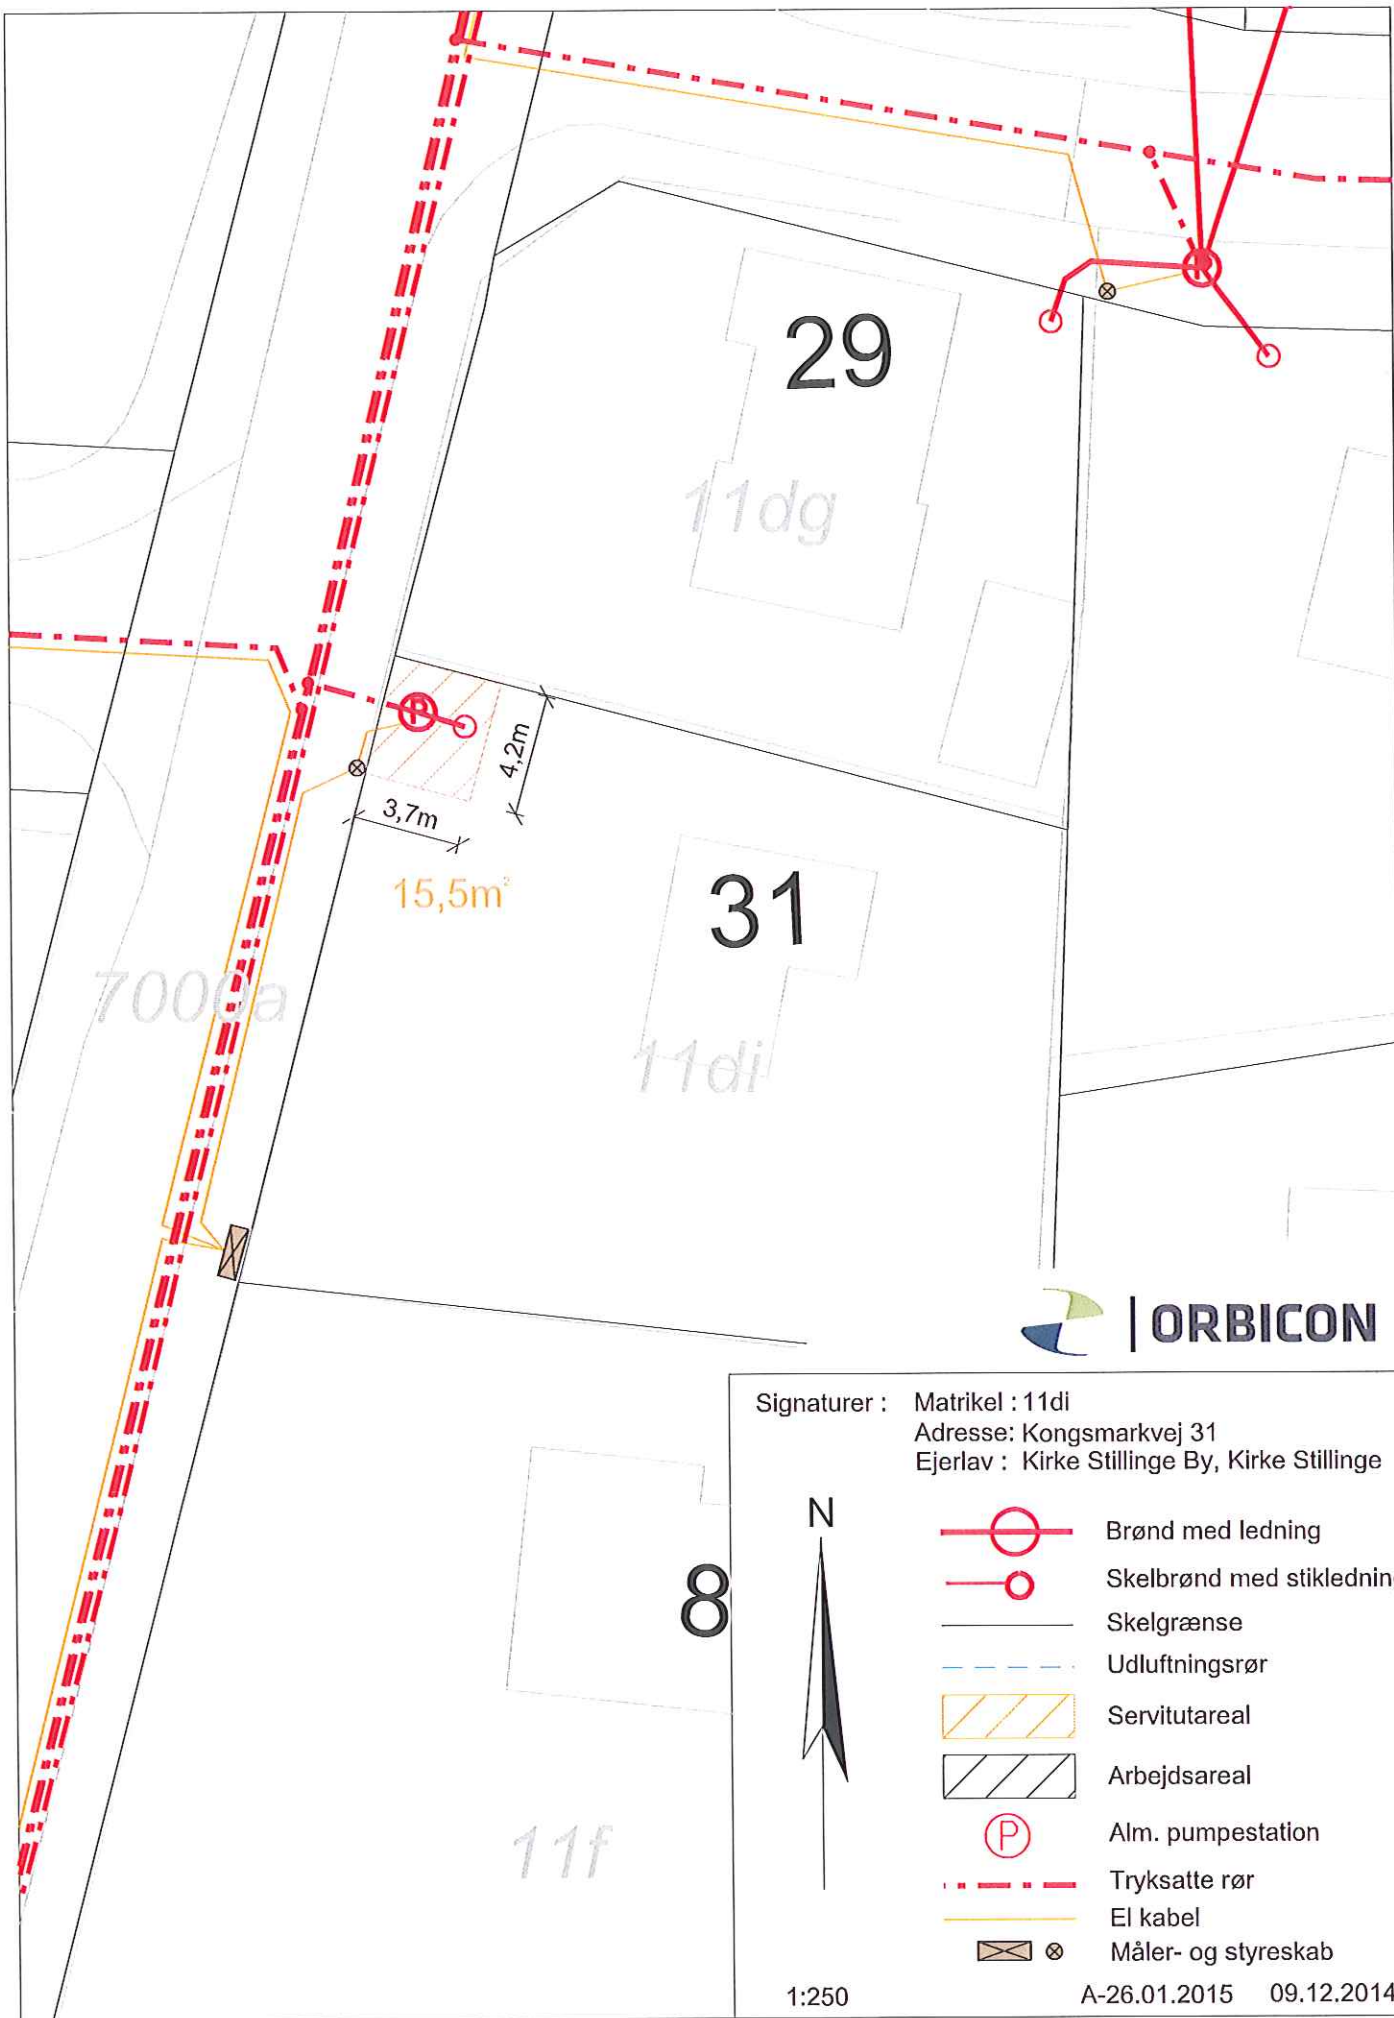 29
11dg
P
4,2m
3,7m
15,5m²
31
7000a
11di
ORBICON
Signaturer : Matrikel : 11di
Adresse: Kongsmarkvej 31
Ejerlav : Kirke Stillinge By, Kirke Stillinge
N
Brønd med ledning
Skelbrønd med stikledning
Skelgrænse
Udluftningsrør
8
Servitutareal
Arbejdsareal
P Alm. pumpestation
11f
Tryksatte rør
El kabel
Måler- og styreskab
1:250 A-26.01.2015 09.12.2014